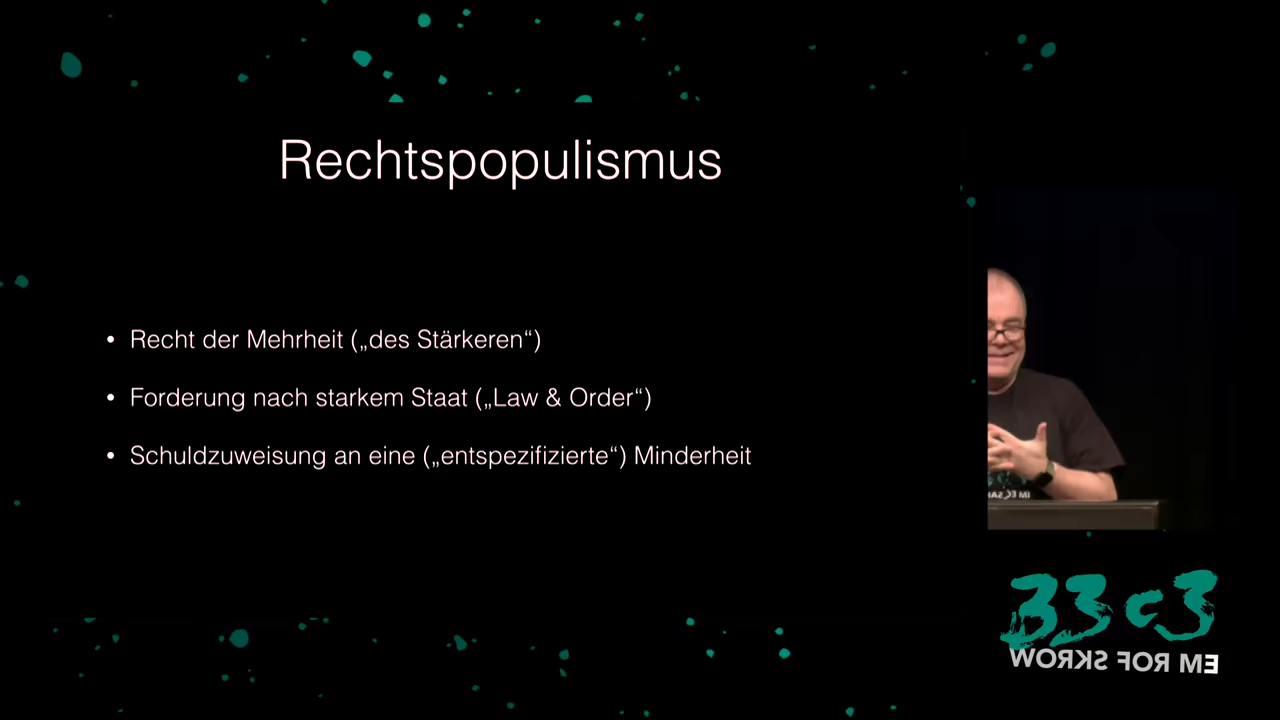 Rechtspopulismus
• Recht der Mehrheit („des Stärkeren“)
• Forderung nach starkem Staat („Law & Order“)
• Schuldzuweisung an eine („entspezifizierte“) Minderheit
33c3
WORKS FOR ME